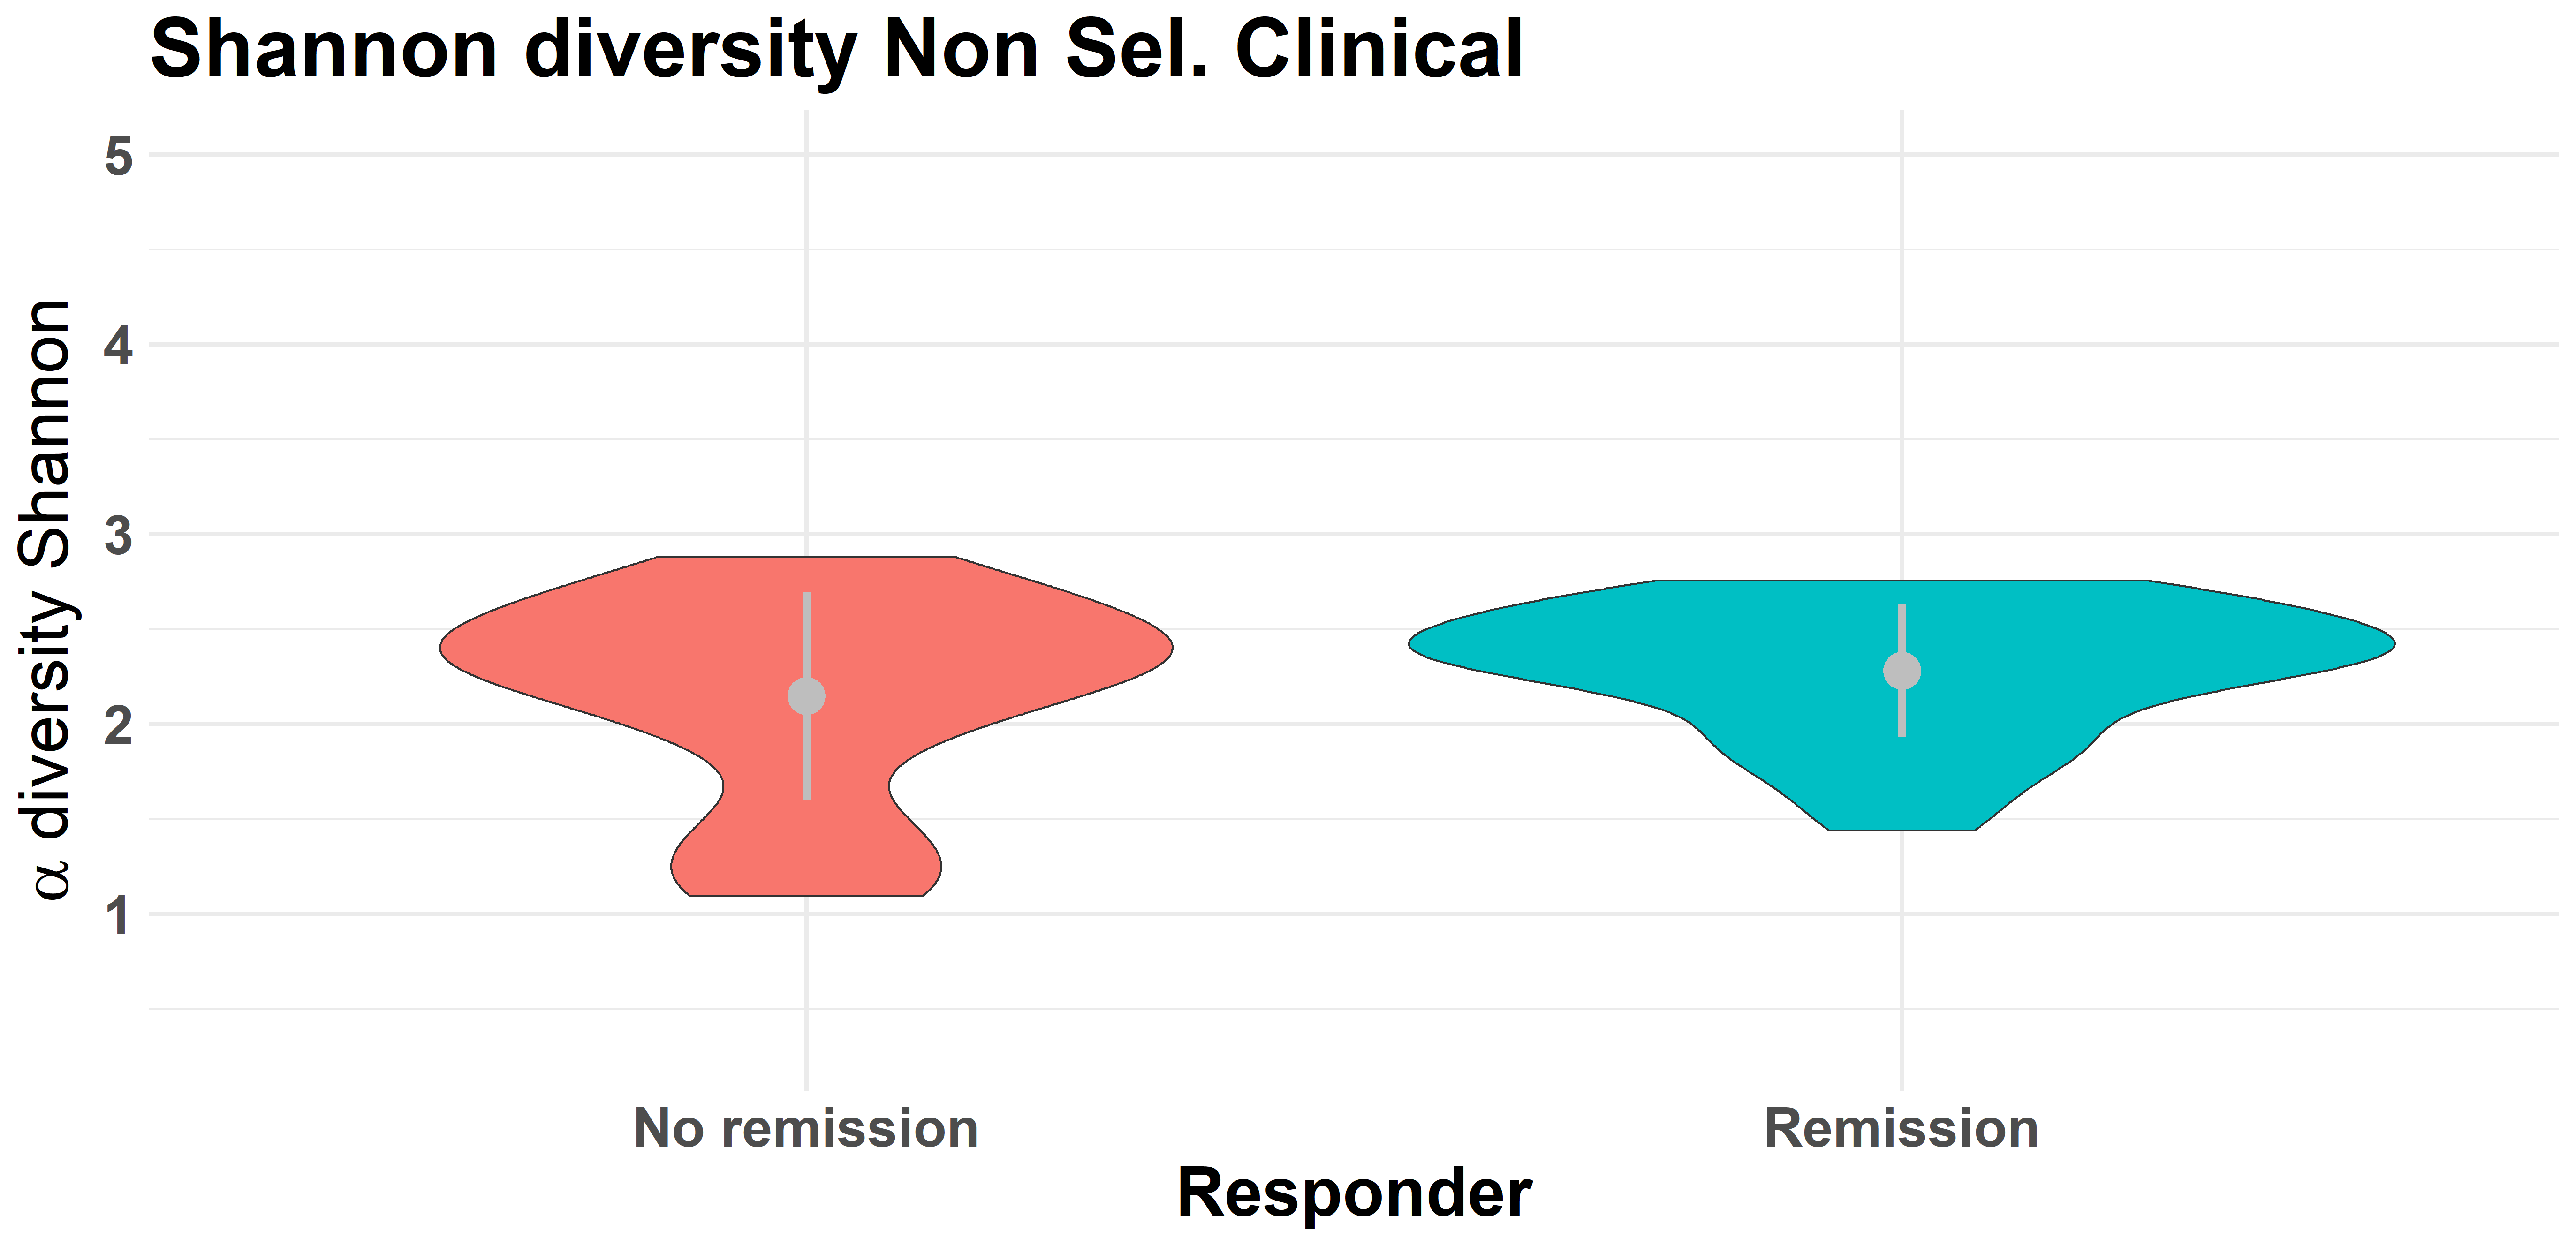 Shannon diversity Non Sel. Clinical
α diversity Shannon
5
4
3
2
1
No remission
Remission
Responder